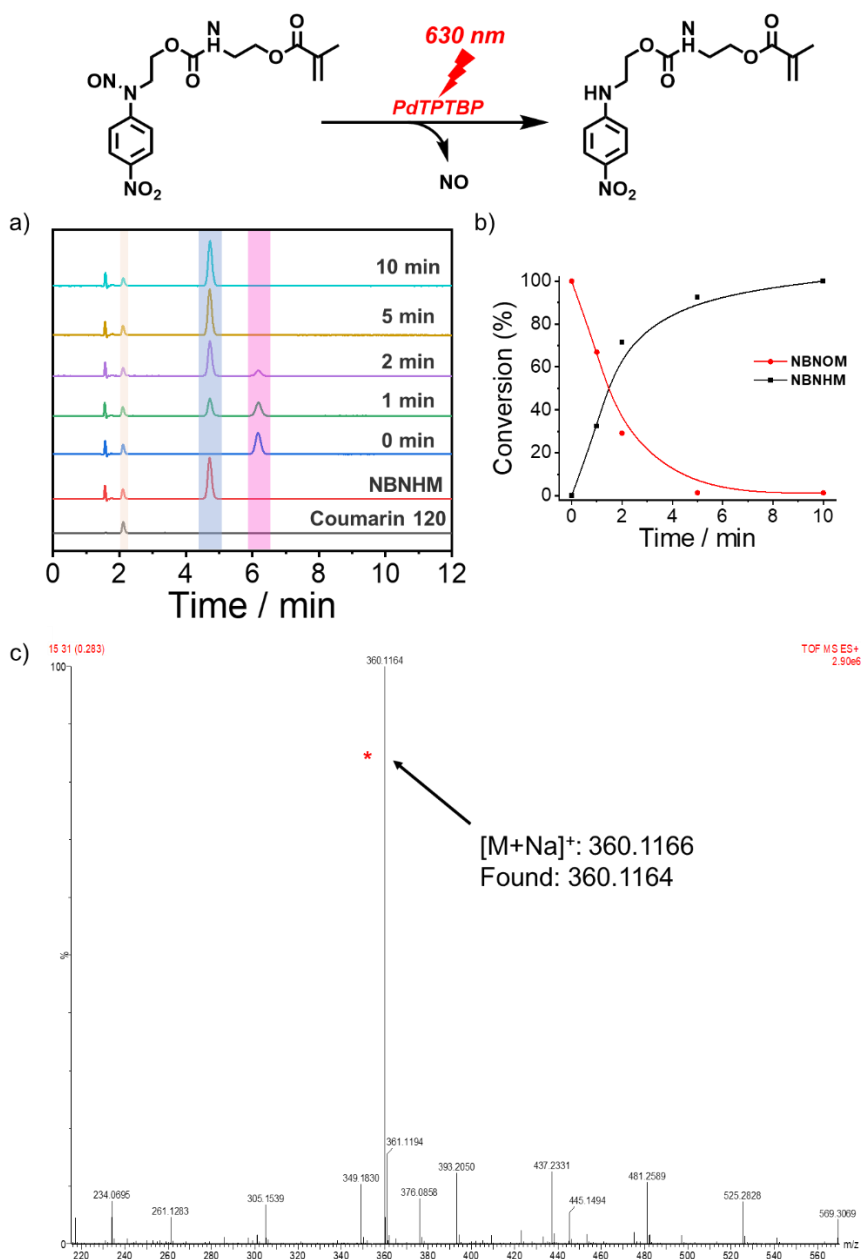 O
N
H
O
O
O
ON
N
NO₂
630 nm
PdTPTBP
NO
O
N
H
O
O
O
HN
NO₂
a)
10 min
5 min
2 min
1 min
0 min
NBNHM
Coumarin 120
0 2 4 6 8 10 12
Time / min
b)
100
80
60
40
20
0
Conversion (%)
NBNOM
NBNHM
0 2 4 6 8 10
Time / min
c)
15 31 (0.283)
TOF MS ES+
2.90e6
100
360.1164
*
[M+Na]⁺: 360.1166
Found: 360.1164
%
234.0695
261.1283
305.1539
349.1830
361.1194
376.0858
393.2050
437.2331
445.1494
481.2589
525.2828
569.3069
220 240 260 280 300 320 340 360 380 400 420 440 460 480 500 520 540 560
m/z